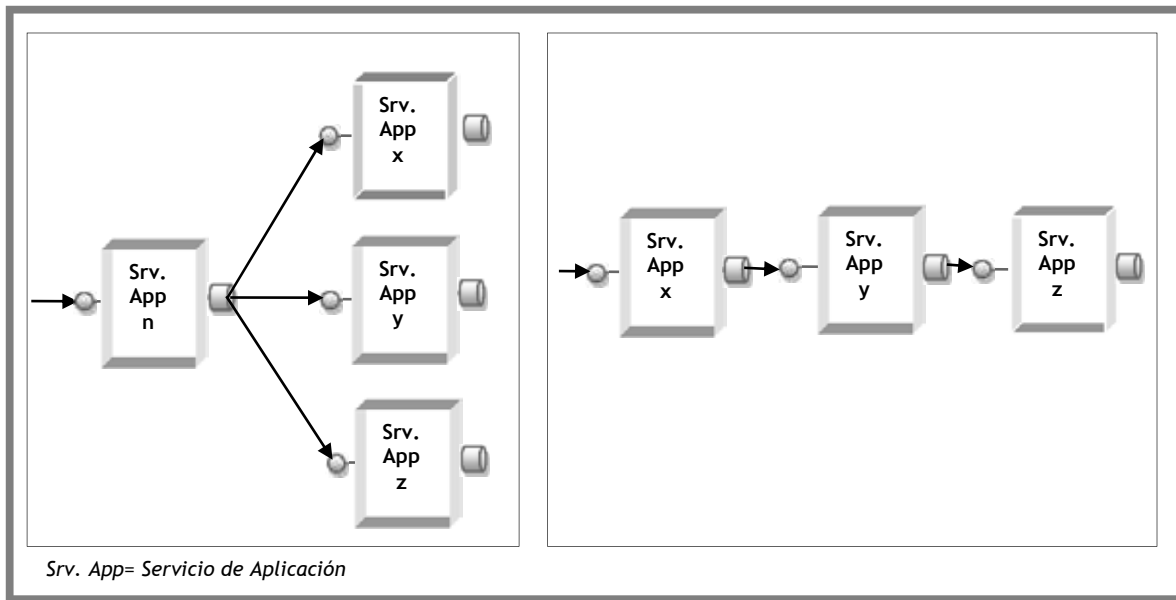 Srv.
App
x
Srv.
App
n
Srv.
App
y
Srv.
App
z
Srv.
App
x
Srv.
App
y
Srv.
App
z
Srv. App= Servicio de Aplicación